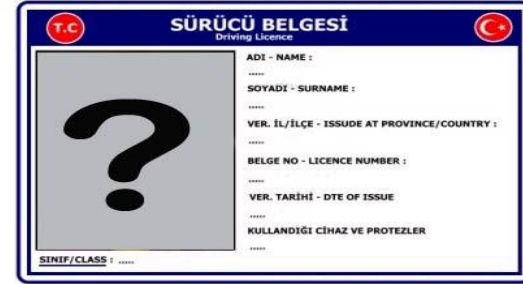 T.C
SÜRÜCÜ BELGESİ
Driving Licence
ADI - NAME :
.....
SOYADI - SURNAME :
.....
VER. İL/İLÇE - ISSUDE AT PROVINCE/COUNTRY :
.....
BELGE NO - LICENCE NUMBER :
.....
VER. TARİHİ - DTE OF ISSUE
.....
KULLANDIĞI CİHAZ VE PROTEZLER
.....
?
SINIF/CLASS : .....